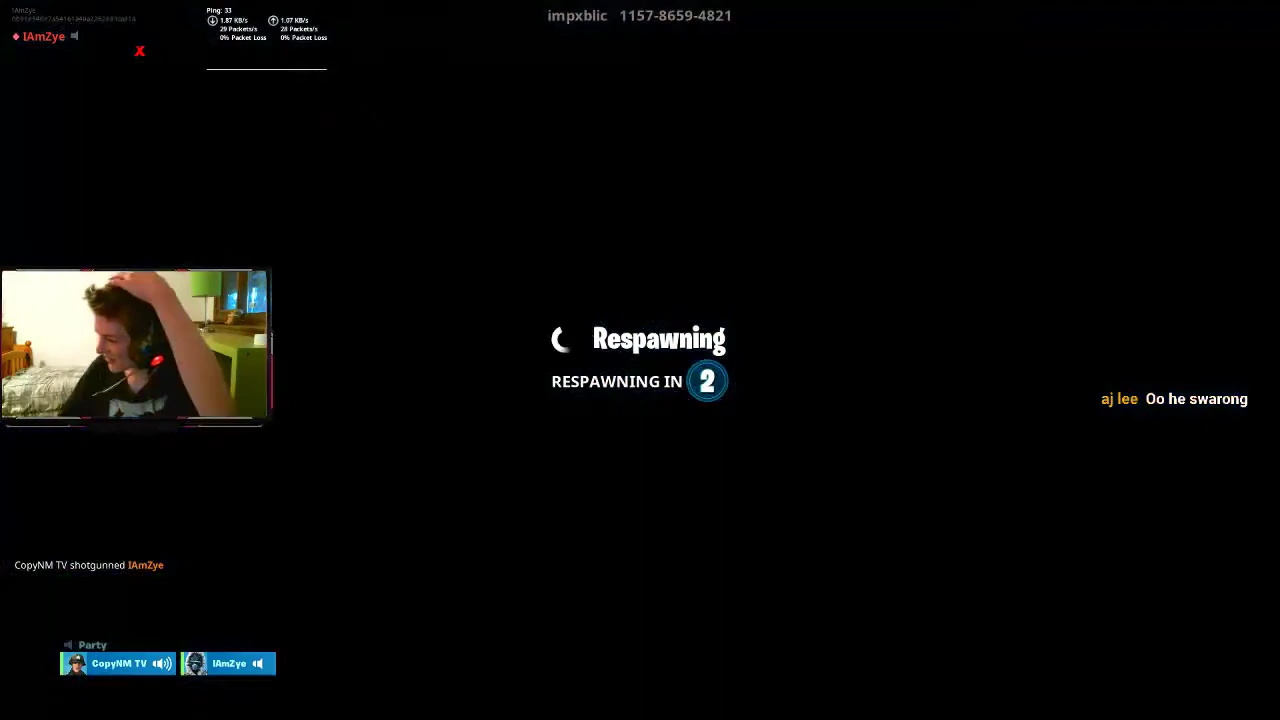 IAmZye
IAmZye
X
Ping: 33
1.87 KB/s
29 Packets/s
0% Packet Loss
1.07 KB/s
28 Packets/s
0% Packet Loss
impxblic 1157-8659-4821
Respawning
RESPAWNING IN 2
aj lee Oo he swarong
CopyNM TV shotgunned IAmZye
Party
CopyNM TV IAmZye